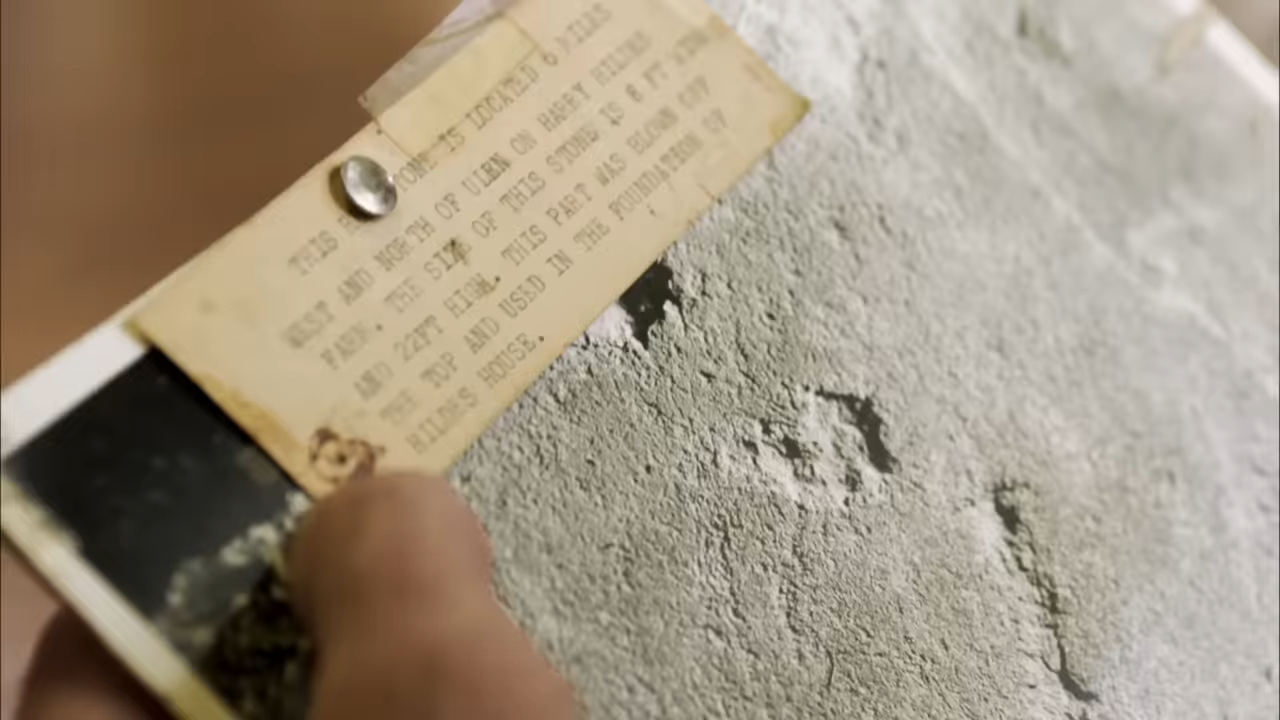 THIS TONE IS LOCATED 6 MILES
WEST AND NORTH OF ULEN ON HARRY HILDES
FARM. THE SIZE OF THIS STONE IS 6 FT WIDE
AND 22FT HIGH. THIS PART WAS BLOWN OFF
THE TOP AND USED IN THE FOUNDATION OF
HILDES HOUSE.